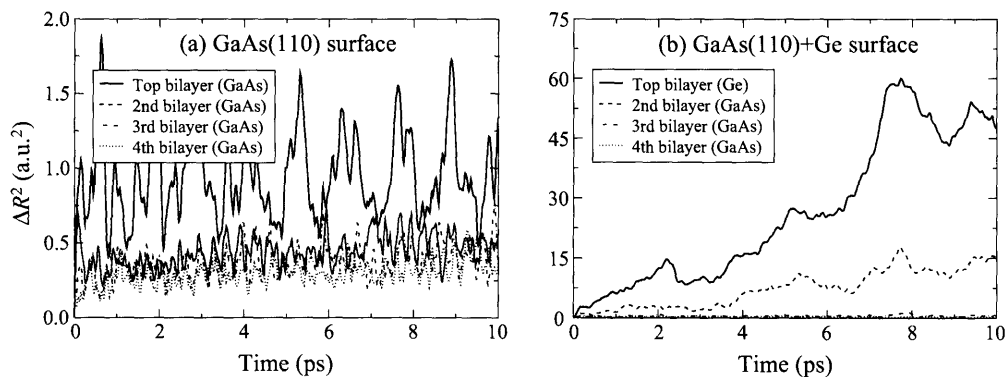 (a) GaAs(110) surface
Top bilayer (GaAs)
2nd bilayer (GaAs)
3rd bilayer (GaAs)
4th bilayer (GaAs)
ΔR² (a.u.²)
2.0
1.5
1.0
0.5
0.0
0 2 4 6 8 10
Time (ps)
(b) GaAs(110)+Ge surface
Top bilayer (Ge)
2nd bilayer (GaAs)
3rd bilayer (GaAs)
4th bilayer (GaAs)
75
60
45
30
15
0
0 2 4 6 8 10
Time (ps)